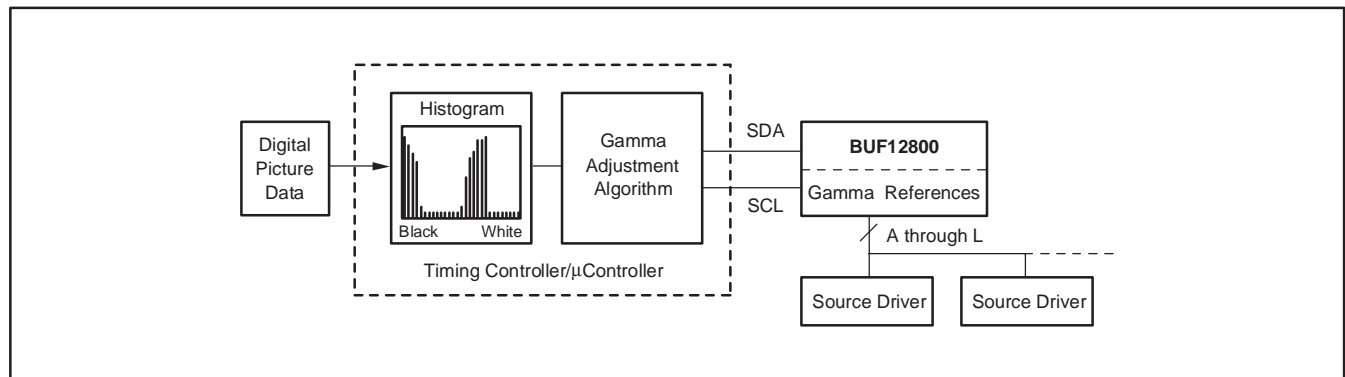 Digital
Picture
Data
Histogram
Black White
Gamma
Adjustment
Algorithm
Timing Controller/μController
SDA
SCL
BUF12800
Gamma References
A through L
Source Driver
Source Driver